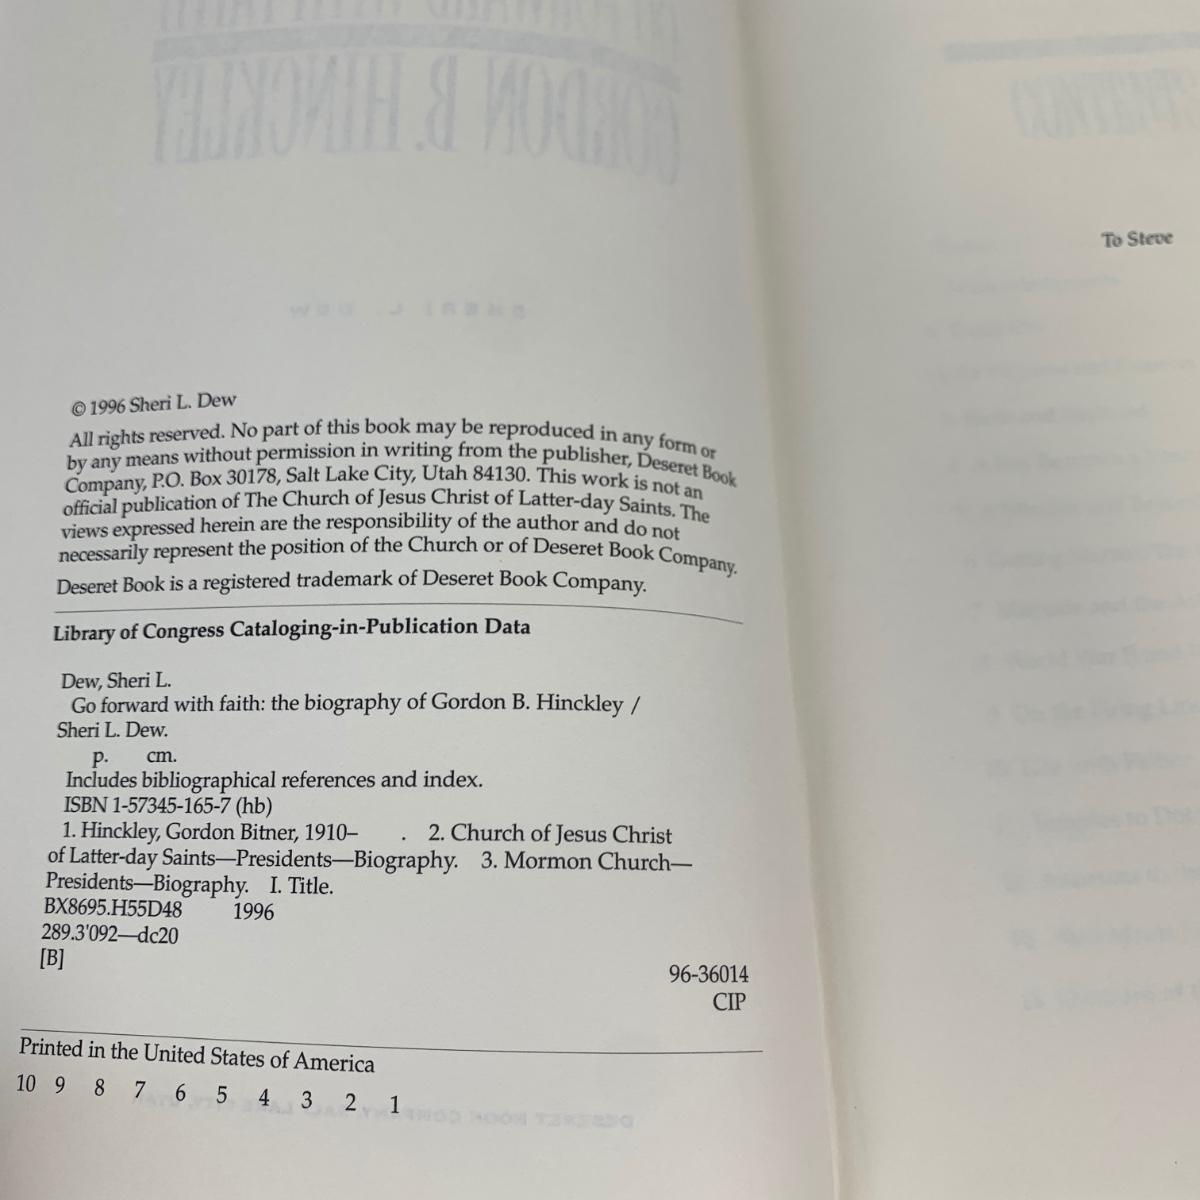 © 1996 Sheri L. Dew
All rights reserved. No part of this book may be reproduced in any form or
by any means without permission in writing from the publisher, Deseret Book
Company, P.O. Box 30178, Salt Lake City, Utah 84130. This work is not an
official publication of The Church of Jesus Christ of Latter-day Saints. The
views expressed herein are the responsibility of the author and do not
necessarily represent the position of the Church or of Deseret Book Company.
Deseret Book is a registered trademark of Deseret Book Company.
Library of Congress Cataloging-in-Publication Data
Dew, Sheri L.
Go forward with faith: the biography of Gordon B. Hinckley /
Sheri L. Dew.
p. cm.
Includes bibliographical references and index.
ISBN 1-57345-165-7 (hb)
1. Hinckley, Gordon Bitner, 1910– . 2. Church of Jesus Christ
of Latter-day Saints—Presidents—Biography. 3. Mormon Church—
Presidents—Biography. I. Title.
BX8695.H55D48 1996
289.3'092—dc20
[B]
96-36014
CIP
Printed in the United States of America
10 9 8 7 6 5 4 3 2 1
To Steve
GORDON B. HINCKLEY
SHERI L. DEW